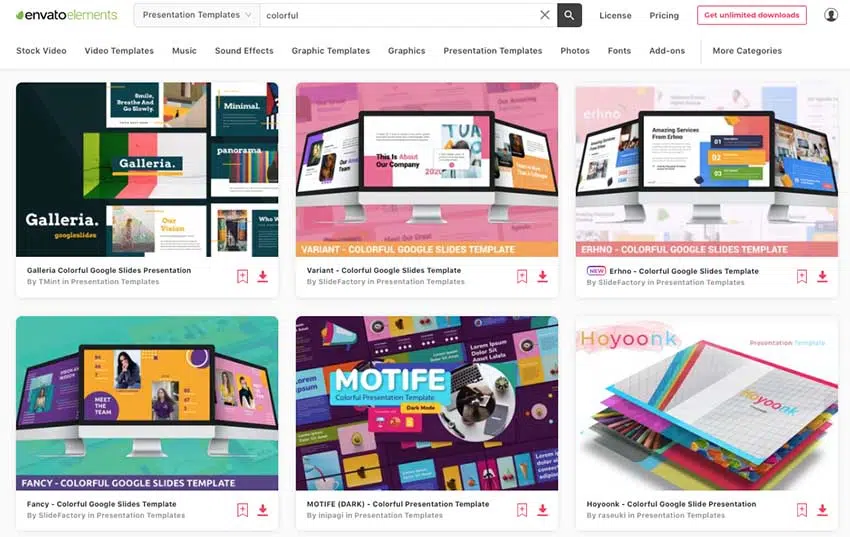 envatoelements
Presentation Templates
colorful
License
Pricing
Get unlimited downloads
Stock Video
Video Templates
Music
Sound Effects
Graphic Templates
Graphics
Presentation Templates
Photos
Fonts
Add-ons
More Categories
Smile,
Breathe And
Go Slowly.
Minimal.
Galleria.
panorama
Galleria.
googleslides
Our
Vision
Who W
Galleria Colorful Google Slides Presentation
By TMint in Presentation Templates
This Is About
Our Company
2020
VARIANT - COLORFUL GOOGLE SLIDES TEMPLATE
Variant - Colorful Google Slides Template
By SlideFactory in Presentation Templates
erhno
Amazing Services
From Erhno
01
02
03
ERHNO - COLORFUL GOOGLE SLIDES TEMPLATE
NEW
Erhno - Colorful Google Slides Template
By SlideFactory in Presentation Templates
MEET
THE
TEAM
FANCY - COLORFUL GOOGLE SLIDES TEMPLATE
Fancy - Colorful Google Slides Template
By SlideFactory in Presentation Templates
MOTIFE
Colorful Presentation Template
Dark Mode
Lorem Ipsum
Dolor Sit
Amet Lalala
MOTIFE (DARK) - Colorful Presentation Template
By inipagi in Presentation Templates
Hoyoonk
Presentation Template
Hoyoonk
Hoyoonk - Colorful Google Slide Presentation
By raseuki in Presentation Templates